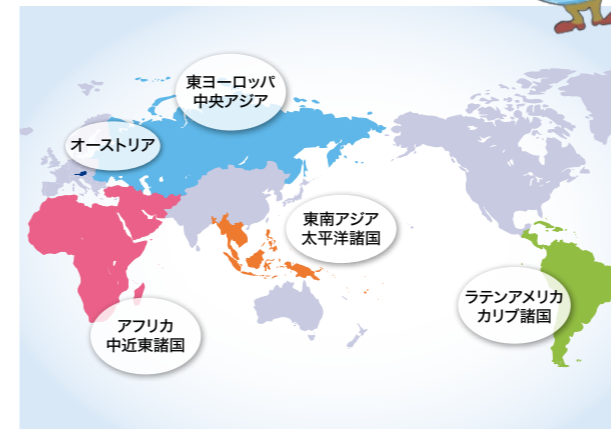 東ヨーロッパ
中央アジア
オーストリア
東南アジア
太平洋諸国
ラテンアメリカ
カリブ諸国
アフリカ
中近東諸国